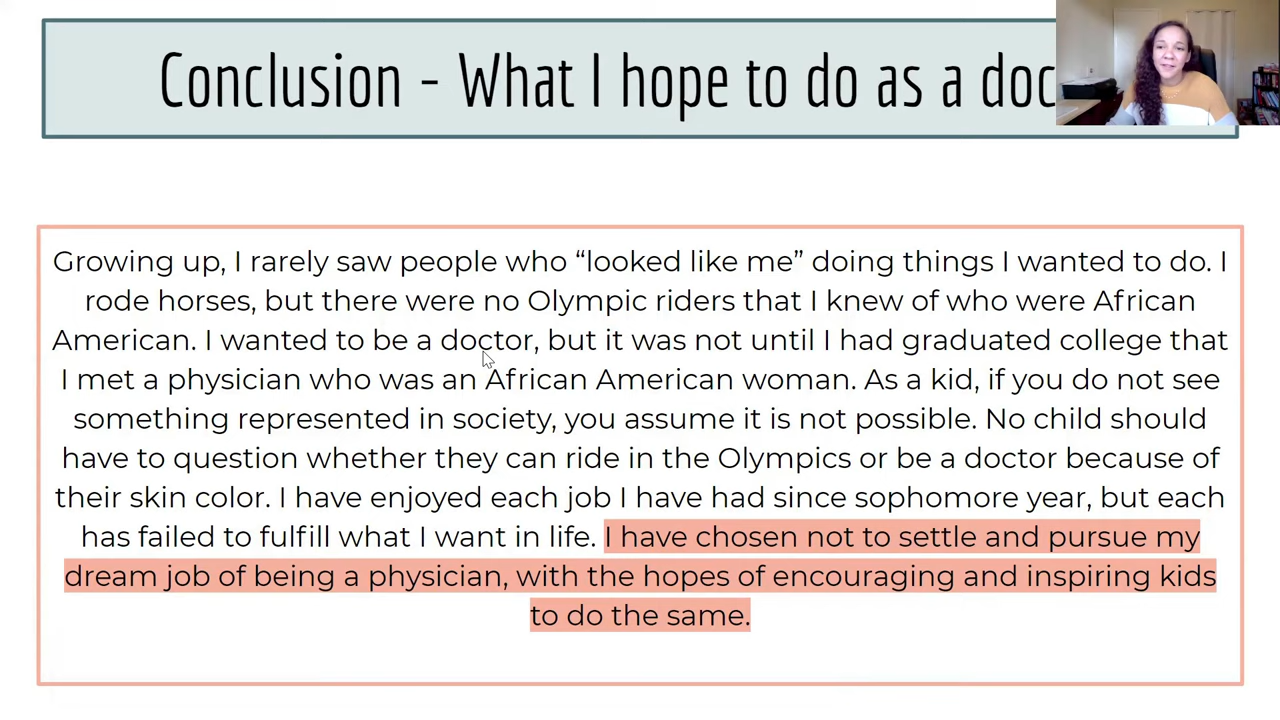 Conclusion - What I hope to do as a doc
Growing up, I rarely saw people who “looked like me” doing things I wanted to do. I
rode horses, but there were no Olympic riders that I knew of who were African
American. I wanted to be a doctor, but it was not until I had graduated college that
I met a physician who was an African American woman. As a kid, if you do not see
something represented in society, you assume it is not possible. No child should
have to question whether they can ride in the Olympics or be a doctor because of
their skin color. I have enjoyed each job I have had since sophomore year, but each
has failed to fulfill what I want in life. I have chosen not to settle and pursue my
dream job of being a physician, with the hopes of encouraging and inspiring kids
to do the same.